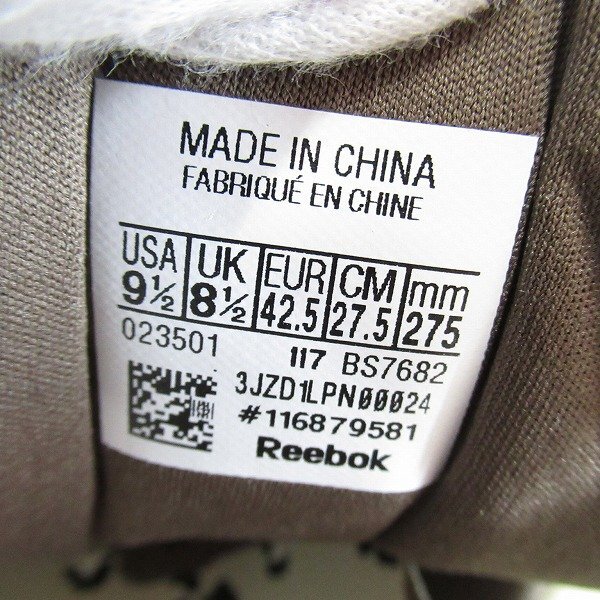 MADE IN CHINA
FABRIQUÉ EN CHINE
USA UK EUR CM mm
9½ 8½ 42.5 27.5 275
023501 117 BS7682
3JZD1LPN00024
#116879581
Reebok